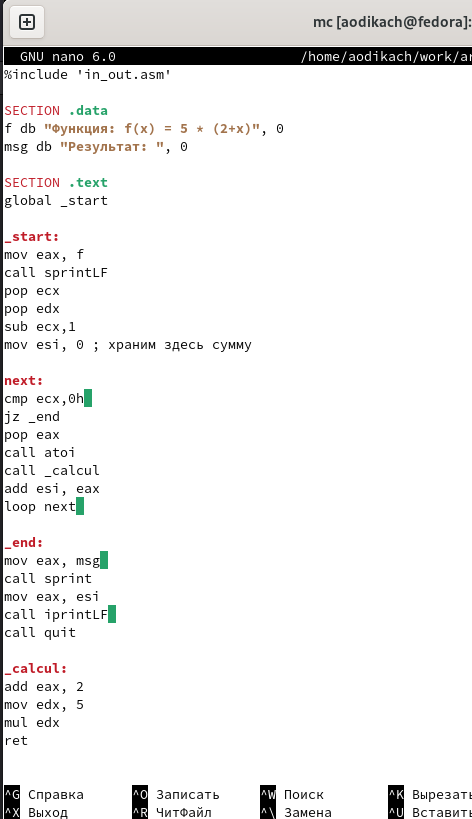 mc [aodikach@fedora]:
GNU nano 6.0 /home/aodikach/work/ar
%include 'in_out.asm'
SECTION .data
f db "Функция: f(x) = 5 * (2+x)", 0
msg db "Результат: ", 0
SECTION .text
global _start
_start:
mov eax, f
call sprintLF
pop ecx
pop edx
sub ecx,1
mov esi, 0 ; храним здесь сумму
next:
cmp ecx,0h
jz _end
pop eax
call atoi
call _calcul
add esi, eax
loop next
_end:
mov eax, msg
call sprint
mov eax, esi
call iprintLF
call quit
_calcul:
add eax, 2
mov edx, 5
mul edx
ret
^G Справка ^O Записать ^W Поиск ^K Вырезать
^X Выход ^R ЧитФайл ^\ Замена ^U Вставить